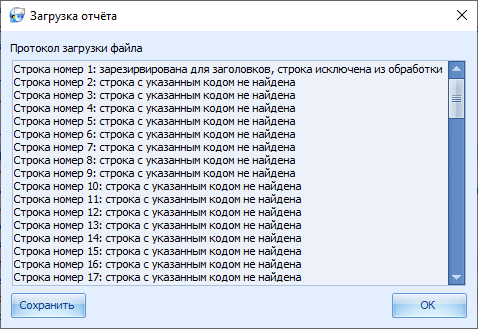 Загрузка отчёта
Протокол загрузки файла
Строка номер 1: зарезирвирована для заголовков, строка исключена из обработки
Строка номер 2: строка с указанным кодом не найдена
Строка номер 3: строка с указанным кодом не найдена
Строка номер 4: строка с указанным кодом не найдена
Строка номер 5: строка с указанным кодом не найдена
Строка номер 6: строка с указанным кодом не найдена
Строка номер 7: строка с указанным кодом не найдена
Строка номер 8: строка с указанным кодом не найдена
Строка номер 9: строка с указанным кодом не найдена
Строка номер 10: строка с указанным кодом не найдена
Строка номер 11: строка с указанным кодом не найдена
Строка номер 12: строка с указанным кодом не найдена
Строка номер 13: строка с указанным кодом не найдена
Строка номер 14: строка с указанным кодом не найдена
Строка номер 15: строка с указанным кодом не найдена
Строка номер 16: строка с указанным кодом не найдена
Строка номер 17: строка с указанным кодом не найдена
Сохранить
ОК